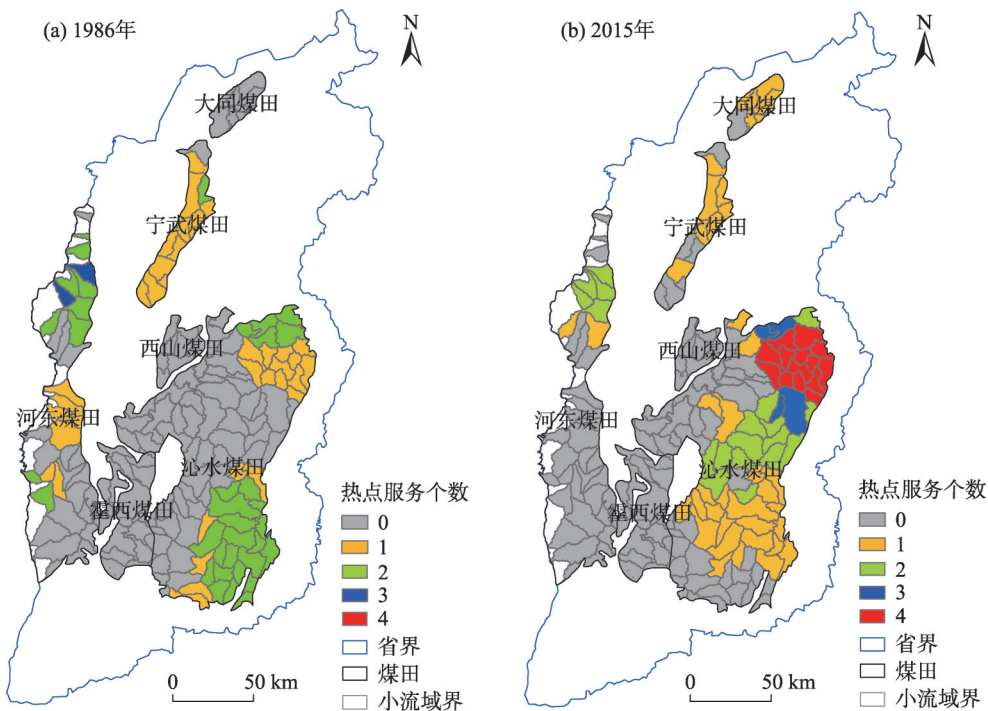 (a) 1986年
N
大同煤田
宁武煤田
西山煤田
河东煤田
沁水煤田
霍西煤田
热点服务个数
0
1
2
3
4
省界
煤田
小流域界
0 50 km
(b) 2015年
N
大同煤田
宁武煤田
西山煤田
河东煤田
沁水煤田
霍西煤田
热点服务个数
0
1
2
3
4
省界
煤田
小流域界
0 50 km